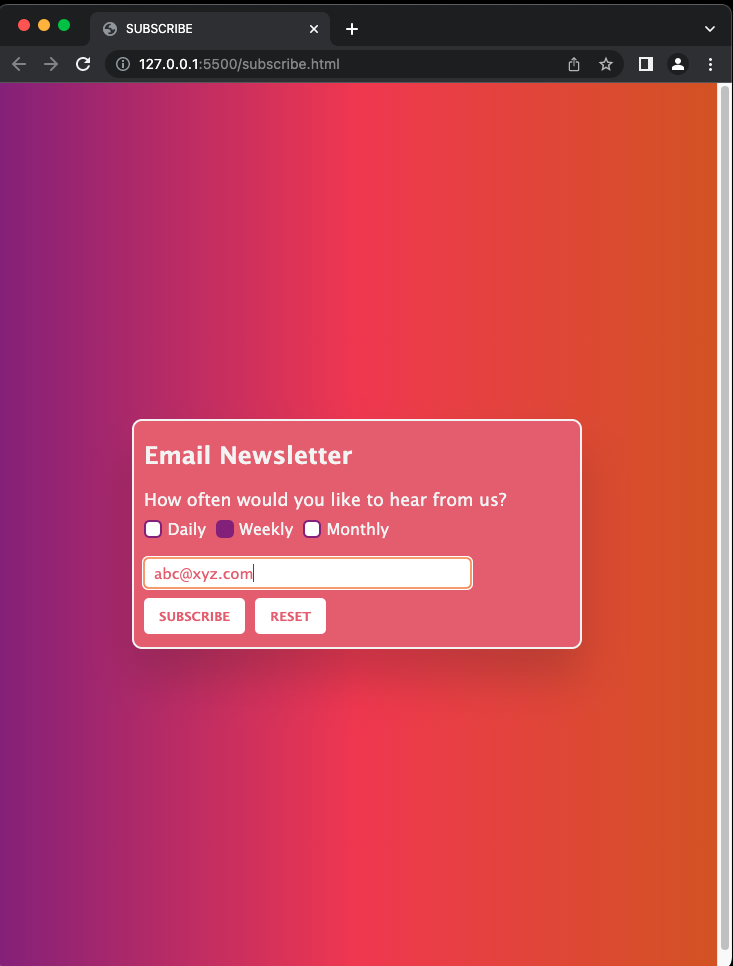 SUBSCRIBE
127.0.0.1:5500/subscribe.html
Email Newsletter
How often would you like to hear from us?
Daily Weekly Monthly
abc@xyz.com
SUBSCRIBE RESET